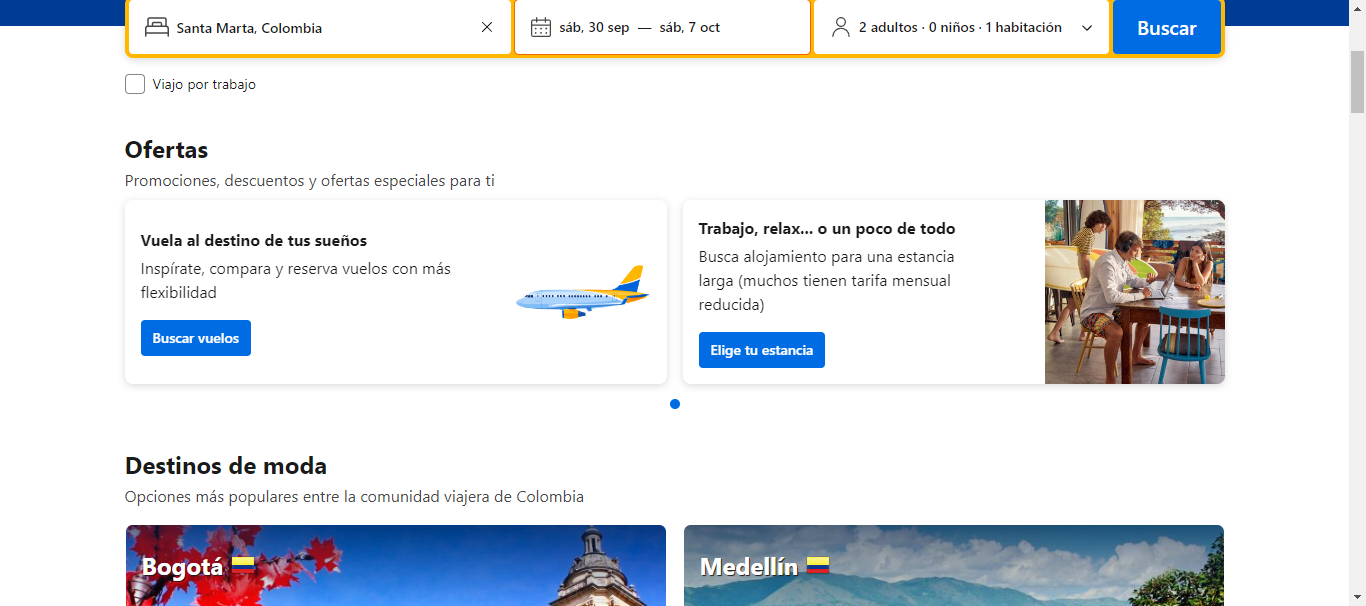 Santa Marta, Colombia
sáb, 30 sep — sáb, 7 oct
2 adultos · 0 niños · 1 habitación
Buscar
Viajo por trabajo
Ofertas
Promociones, descuentos y ofertas especiales para ti
Vuela al destino de tus sueños
Inspírate, compara y reserva vuelos con más
flexibilidad
Buscar vuelos
Trabajo, relax... o un poco de todo
Busca alojamiento para una estancia
larga (muchos tienen tarifa mensual
reducida)
Elige tu estancia
Destinos de moda
Opciones más populares entre la comunidad viajera de Colombia
Bogotá
Medellín